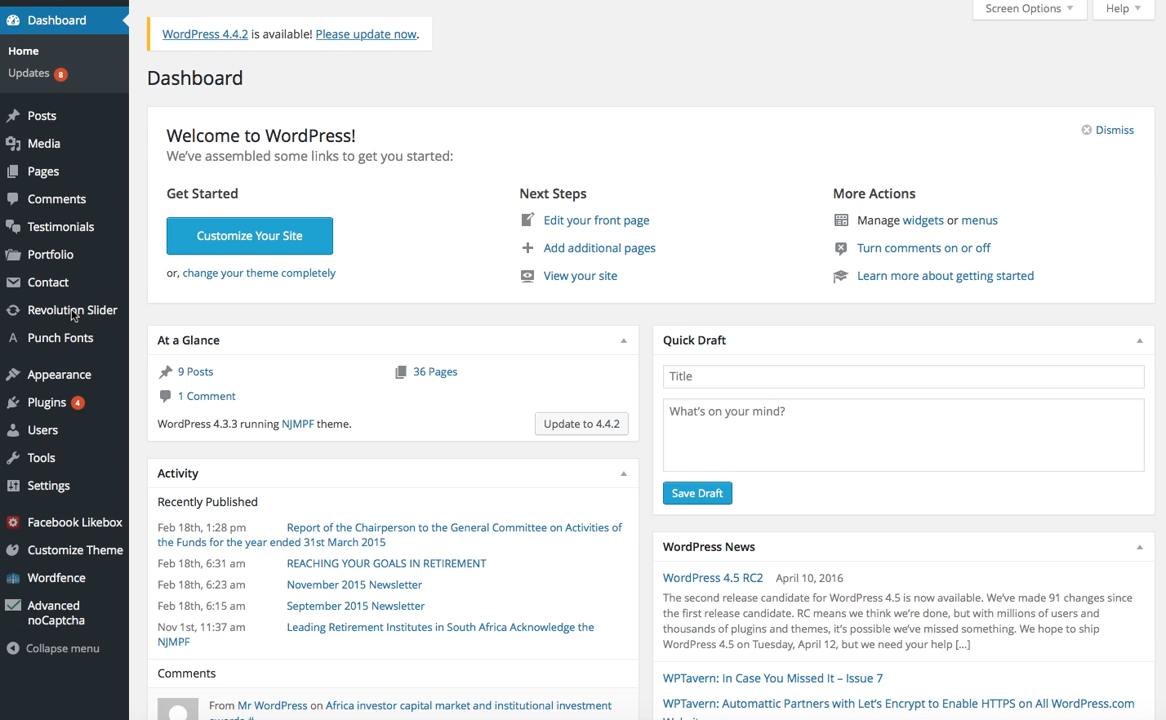 Dashboard
Home
Updates 8
Posts
Media
Pages
Comments
Testimonials
Portfolio
Contact
Revolution Slider
Punch Fonts
Appearance
Plugins 4
Users
Tools
Settings
Facebook Likebox
Customize Theme
Wordfence
Advanced
noCaptcha
Collapse menu
Screen Options
Help
WordPress 4.4.2 is available! Please update now.
Dashboard
Welcome to WordPress!
We've assembled some links to get you started:
Dismiss
Get Started
Customize Your Site
or, change your theme completely
Next Steps
Edit your front page
Add additional pages
View your site
More Actions
Manage widgets or menus
Turn comments on or off
Learn more about getting started
At a Glance
9 Posts
36 Pages
1 Comment
WordPress 4.3.3 running NJMPF theme.
Update to 4.4.2
Activity
Recently Published
Feb 18th, 1:28 pm Report of the Chairperson to the General Committee on Activities of
the Funds for the year ended 31st March 2015
Feb 18th, 6:31 am REACHING YOUR GOALS IN RETIREMENT
Feb 18th, 6:23 am November 2015 Newsletter
Feb 18th, 6:15 am September 2015 Newsletter
Nov 1st, 11:37 am Leading Retirement Institutes in South Africa Acknowledge the
NJMPF
Comments
From Mr WordPress on Africa investor capital market and institutional investment
awards #
Quick Draft
Title
What's on your mind?
Save Draft
WordPress News
WordPress 4.5 RC2 April 10, 2016
The second release candidate for WordPress 4.5 is now available. We've made 91 changes since
the first release candidate. RC means we think we're done, but with millions of users and
thousands of plugins and themes, it's possible we've missed something. We hope to ship
WordPress 4.5 on Tuesday, April 12, but we need your help [...]
WPTavern: In Case You Missed It – Issue 7
WPTavern: Automattic Partners with Let's Encrypt to Enable HTTPS on All WordPress.com